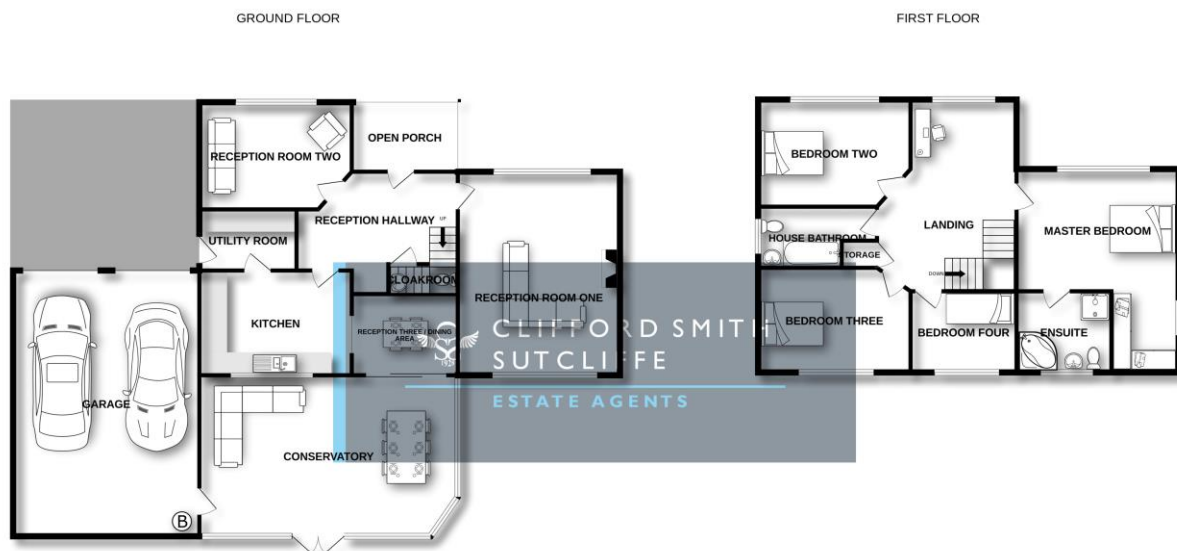 GROUND FLOOR
FIRST FLOOR
RECEPTION ROOM TWO
OPEN PORCH
RECEPTION HALLWAY
UP
UTILITY ROOM
CLOAKROOM
RECEPTION ROOM ONE
KITCHEN
RECEPTION THREE / DINING
AREA
GARAGE
CONSERVATORY
B
BEDROOM TWO
LANDING
HOUSE BATHROOM
TORAGE
MASTER BEDROOM
DOWN
BEDROOM THREE
BEDROOM FOUR
ENSUITE
CLIFFORD SMITH
SUTCLIFFE
ESTATE AGENTS